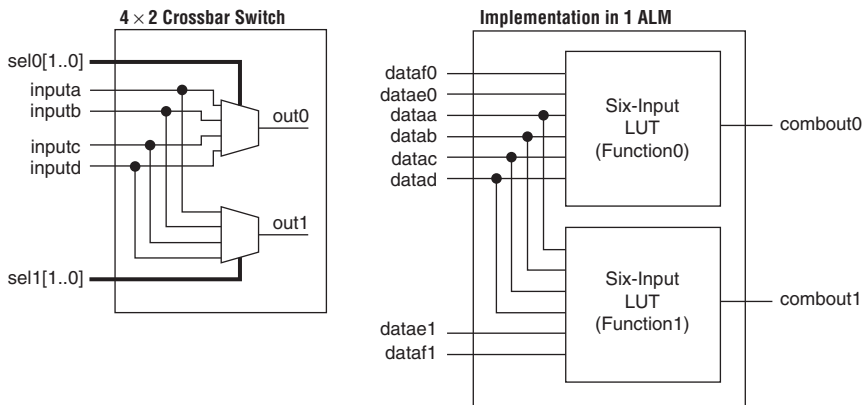 4 × 2 Crossbar Switch
sel0[1..0]
inputa
inputb
inputc
inputd
out0
out1
sel1[1..0]
Implementation in 1 ALM
dataf0
datae0
dataa
datab
datac
datad
Six-Input
LUT
(Function0)
combout0
Six-Input
LUT
(Function1)
combout1
datae1
dataf1